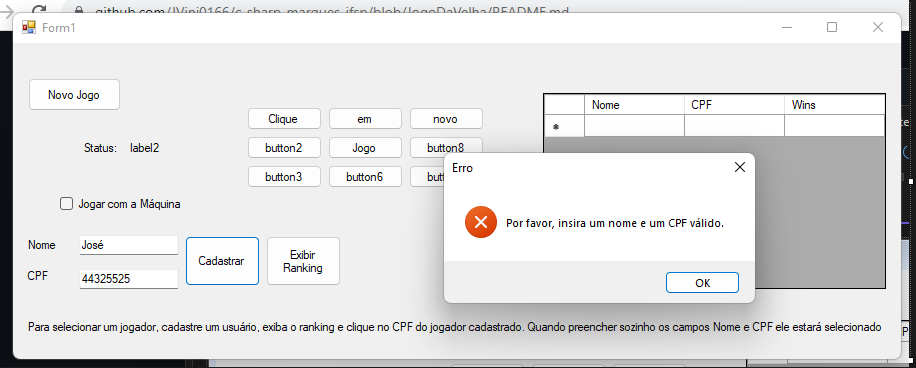 github.com/JVini0166/c-sharp-marques-ifsp/blob/JogoDaVelha/README.md
Form1
Novo Jogo
Clique em novo
Nome CPF Wins
Status: label2
button2 Jogo button8
button3 button6
Erro
Por favor, insira um nome e um CPF válido.
OK
Jogar com a Máquina
Nome José
CPF 44325525
Cadastrar
Exibir
Ranking
Para selecionar um jogador, cadastre um usuário, exiba o ranking e clique no CPF do jogador cadastrado. Quando preencher sozinho os campos Nome e CPF ele estará selecionado